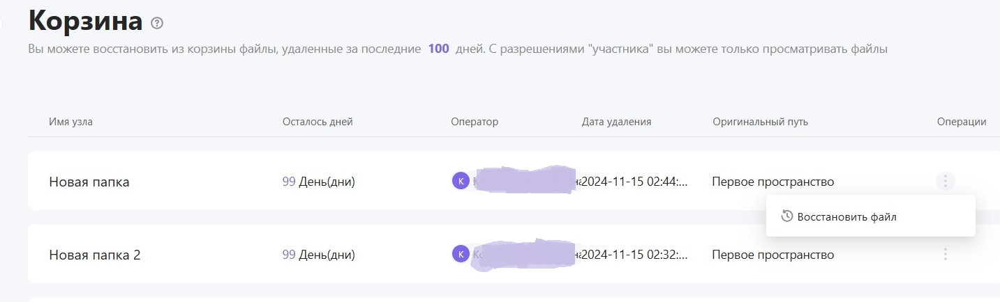 Корзина ?
Вы можете восстановить из корзины файлы, удаленные за последние 100 дней. С разрешениями "участника" вы можете только просматривать файлы
Имя узла Осталось дней Оператор Дата удаления Оригинальный путь Операции
Новая папка 99 День(дни) К 2024-11-15 02:44:... Первое пространство
Восстановить файл
Новая папка 2 99 День(дни) К 2024-11-15 02:32:... Первое пространство